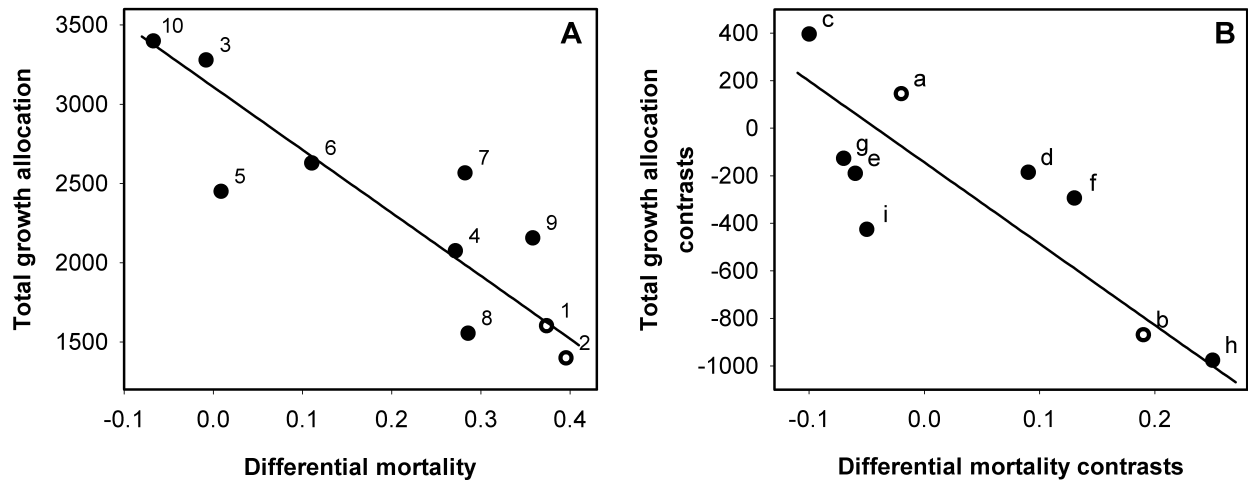 A
3500
3000
2500
2000
1500
10
3
6
5
7
9
4
8
1
2
-0.1
0.0
0.1
0.2
0.3
0.4
Total growth allocation
Differential mortality
B
400
200
0
-200
-400
-600
-800
-1000
c
a
g
e
d
f
i
b
h
-0.1
0.0
0.1
0.2
Total growth allocation
contrasts
Differential mortality contrasts